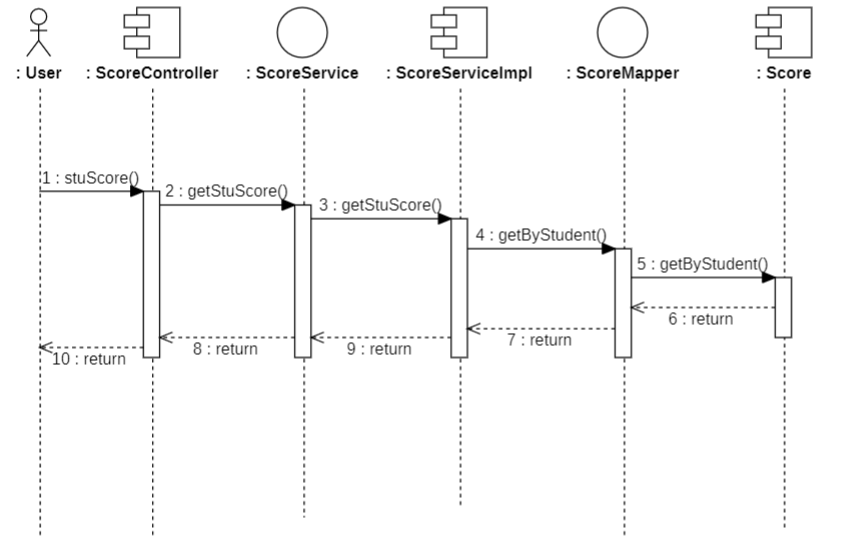 : User
: ScoreController
: ScoreService
: ScoreServiceImpl
: ScoreMapper
: Score
1 : stuScore()
2 : getStuScore()
3 : getStuScore()
4 : getByStudent()
5 : getByStudent()
6 : return
7 : return
8 : return
9 : return
10 : return